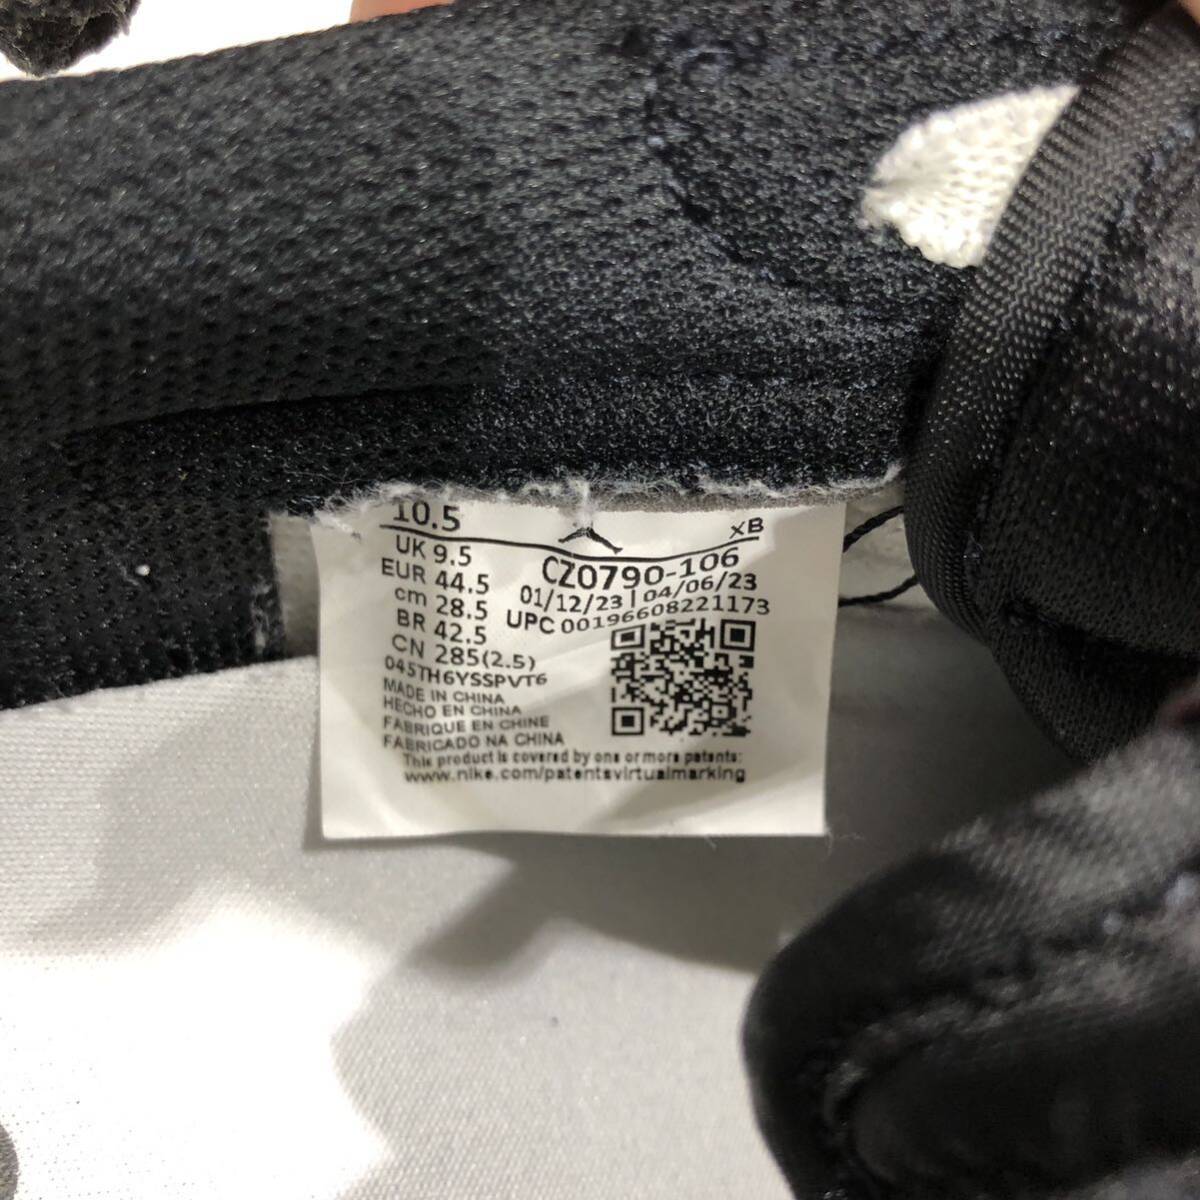 10.5 XB
UK 9.5 CZ0790-106
EUR 44.5 01/12/23 | 04/06/23
cm 28.5 UPC 00196608221173
BR 42.5
CN 285(2.5)
045TH6YSSPVT6
MADE IN CHINA
HECHO EN CHINA
FABRIQUE EN CHINE
FABRICADO NA CHINA
This product is covered by one or more patents:
www.nike.com/patentsvirtualmarking